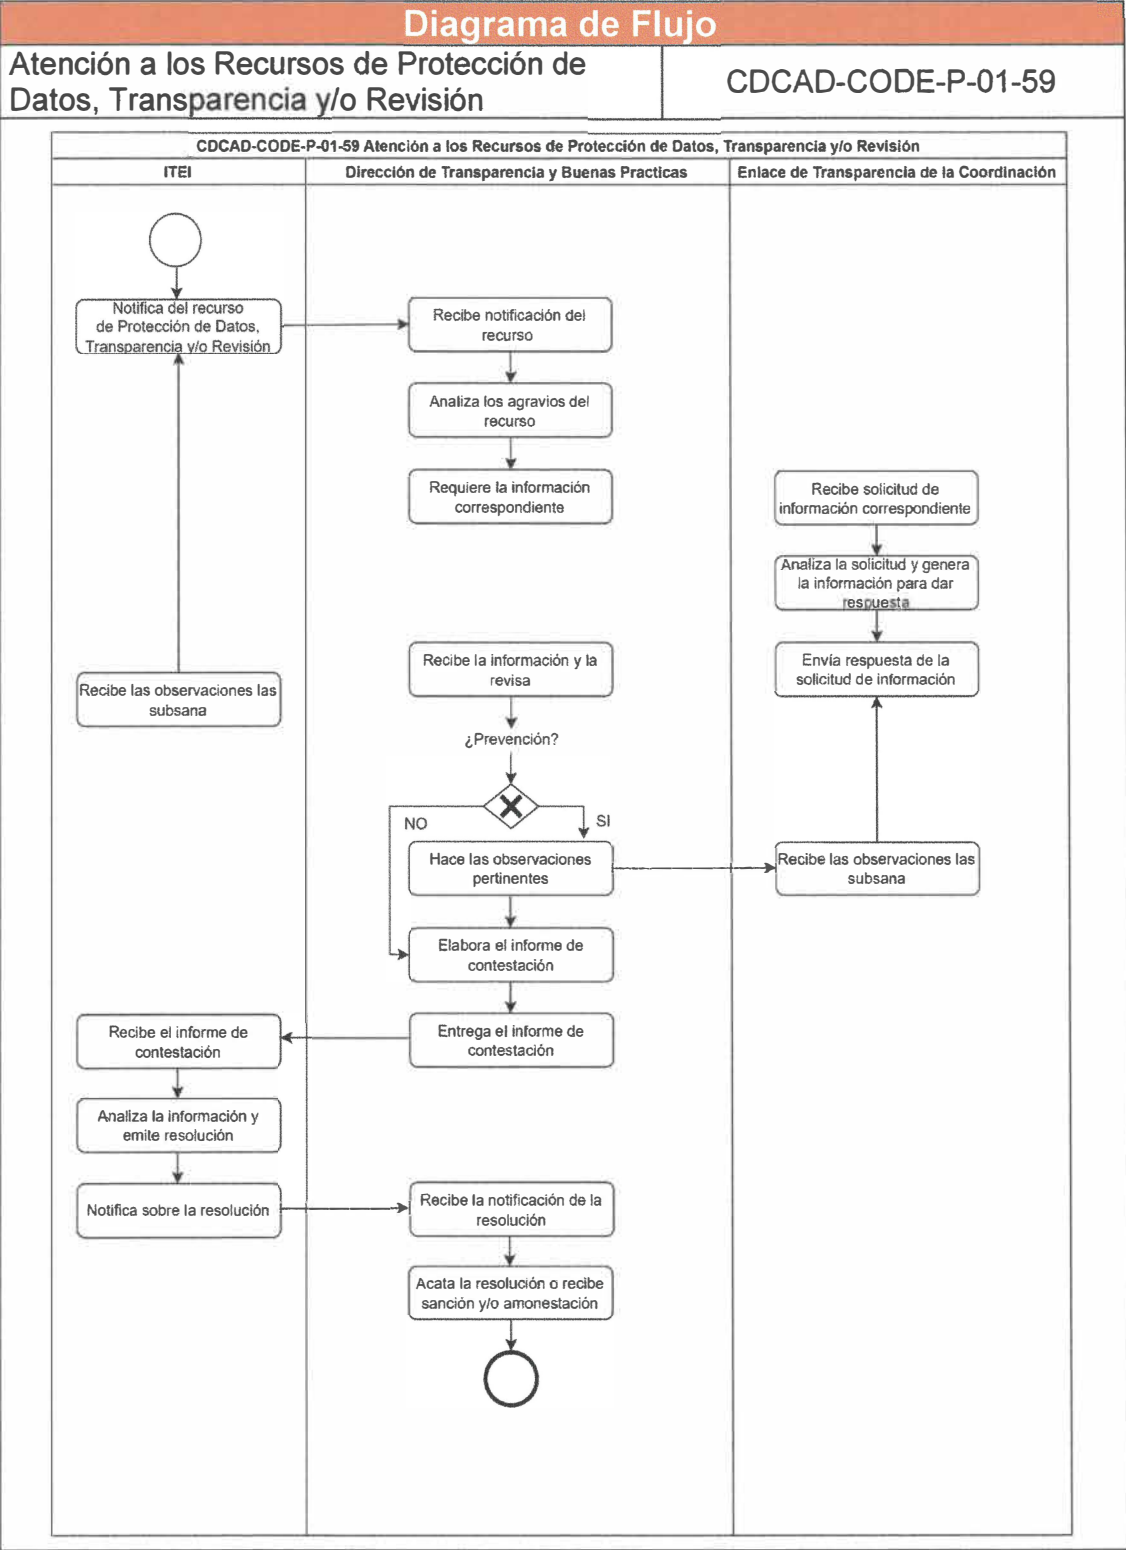 Diagrama de Flujo
Atención a los Recursos de Protección de
Datos, Transparencia y/o Revisión
CDCAD-CODE-P-01-59
CDCAD-CODE-P-01-59 Atención a los Recursos de Protección de Datos, Transparencia y/o Revisión
ITEI
Dirección de Transparencia y Buenas Practicas
Enlace de Transparencia de la Coordinación
Notifica del recurso
de Protección de Datos,
Transparencia y/o Revisión
Recibe notificación del
recurso
Analiza los agravios del
recurso
Requiere la información
correspondiente
Recibe solicitud de
información correspondiente
Analiza la solicitud y genera
la información para dar
respuesta
Envía respuesta de la
solicitud de información
Recibe la información y la
revisa
Recibe las observaciones las
subsana
¿Prevención?
NO
SI
Hace las observaciones
pertinentes
Recibe las observaciones las
subsana
Elabora el informe de
contestación
Entrega el informe de
contestación
Recibe el informe de
contestación
Analiza la información y
emite resolución
Notifica sobre la resolución
Recibe la notificación de la
resolución
Acata la resolución o recibe
sanción y/o amonestación